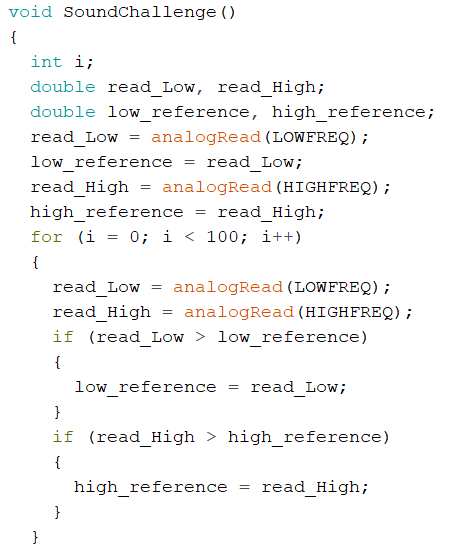 void SoundChallenge()
{
  int i;
  double read_Low, read_High;
  double low_reference, high_reference;
  read_Low = analogRead(LOWFREQ);
  low_reference = read_Low;
  read_High = analogRead(HIGHFREQ);
  high_reference = read_High;
  for (i = 0; i < 100; i++)
  {
    read_Low = analogRead(LOWFREQ);
    read_High = analogRead(HIGHFREQ);
    if (read_Low > low_reference)
    {
      low_reference = read_Low;
    }
    if (read_High > high_reference)
    {
      high_reference = read_High;
    }
  }